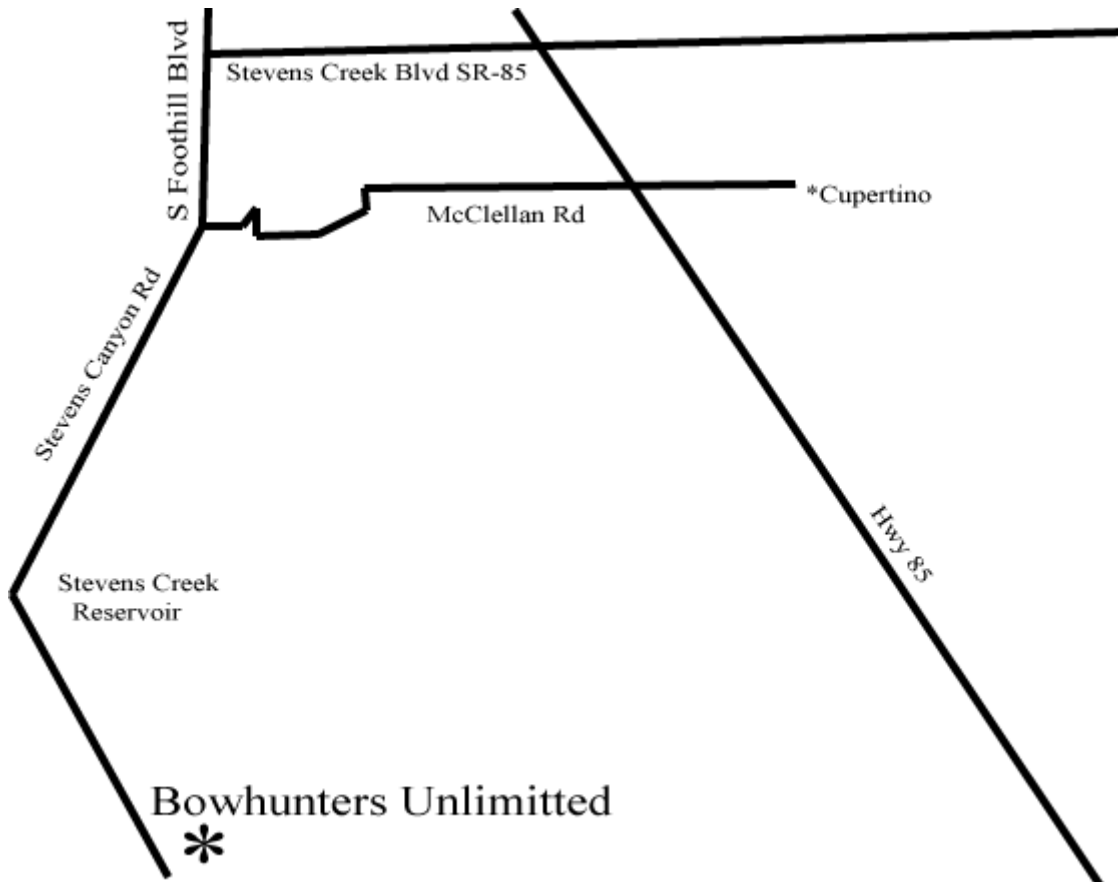 S Foothill Blvd
Stevens Creek Blvd SR-85
*Cupertino
McClellan Rd
Stevens Canyon Rd
Hwy 85
Stevens Creek
Reservoir
Bowhunters Unlimitted
*